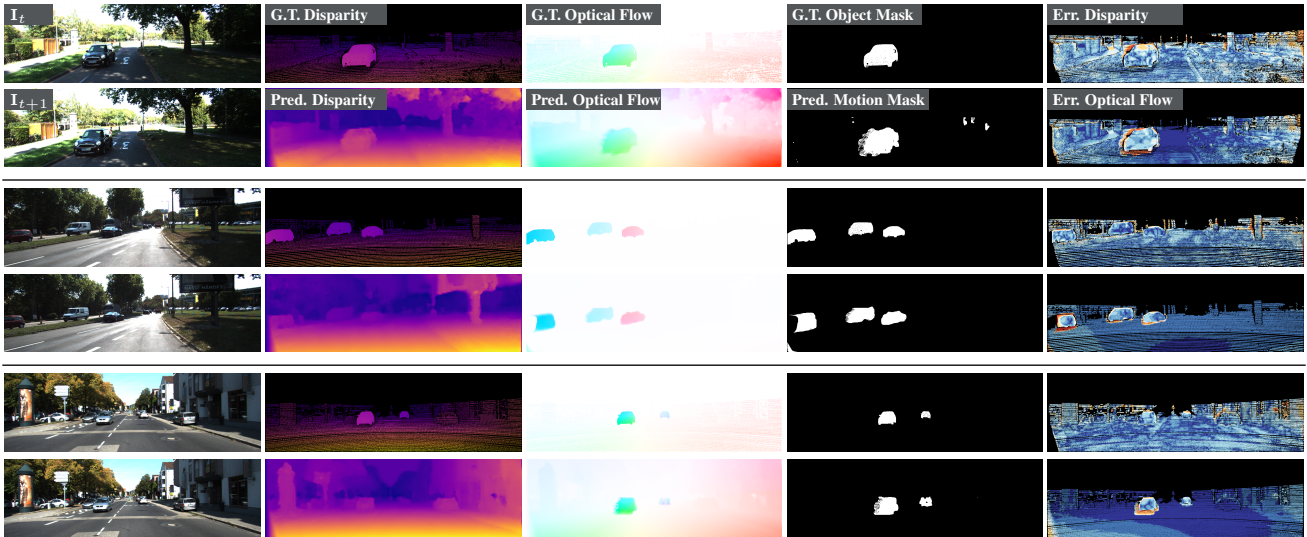 I_t
G.T. Disparity
G.T. Optical Flow
G.T. Object Mask
Err. Disparity
I_{t+1}
Pred. Disparity
Pred. Optical Flow
Pred. Motion Mask
Err. Optical Flow